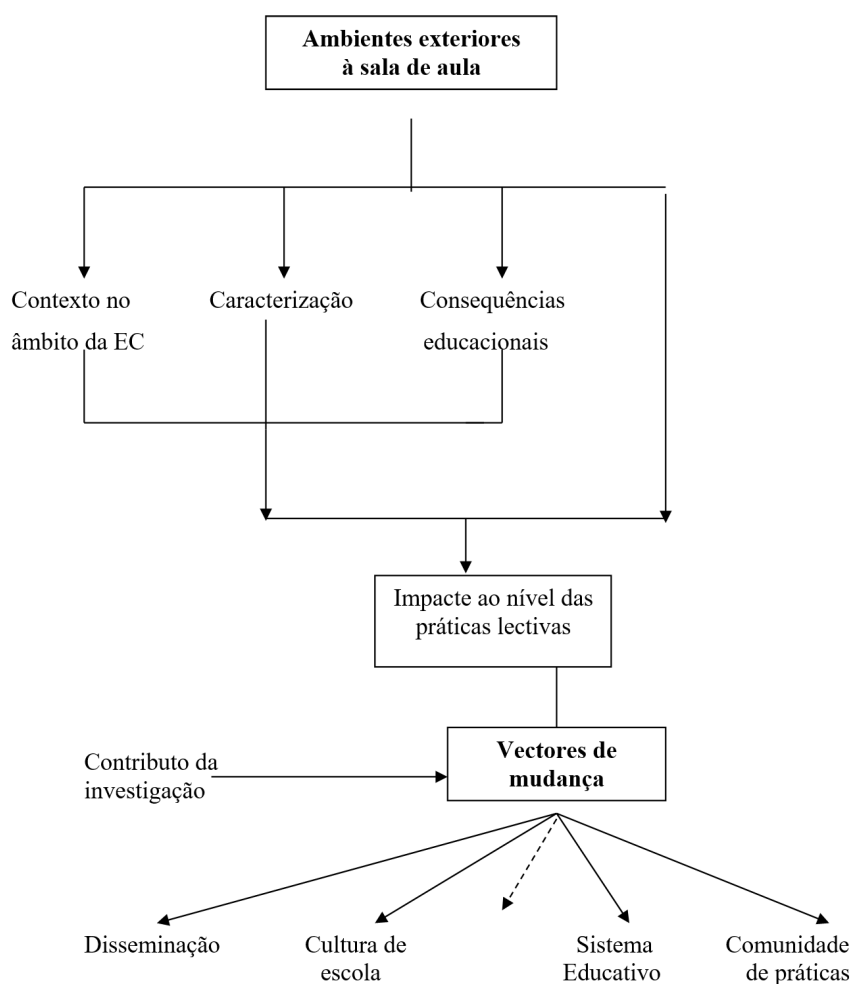 Ambientes exteriores
à sala de aula
Contexto no
âmbito da EC
Caracterização
Consequências
educacionais
Impacte ao nível das
práticas lectivas
Vectores de
mudança
Contributo da
investigação
Disseminação
Cultura de
escola
Sistema
Educativo
Comunidade
de práticas